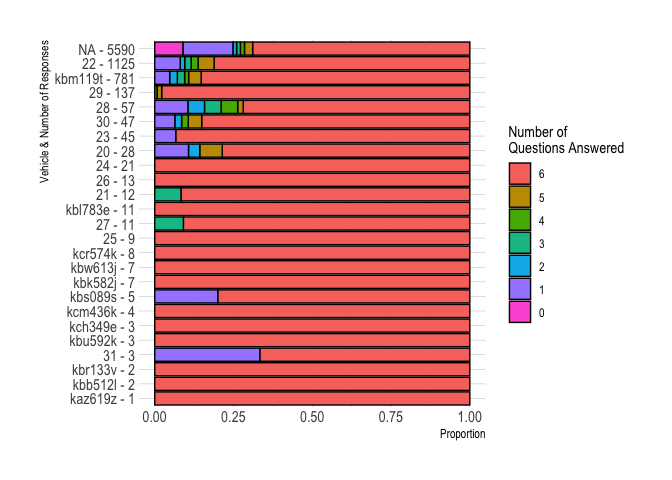 Vehicle & Number of Responses
NA - 5590
22 - 1125
kbm119t - 781
29 - 137
28 - 57
30 - 47
23 - 45
20 - 28
24 - 21
26 - 13
21 - 12
kbl783e - 11
27 - 11
25 - 9
kcr574k - 8
kbw613j - 7
kbk582j - 7
kbs089s - 5
kcm436k - 4
kch349e - 3
kbu592k - 3
31 - 3
kbr133v - 2
kbb512l - 2
kaz619z - 1
0.00 0.25 0.50 0.75 1.00
Proportion
Number of
Questions Answered
6
5
4
3
2
1
0